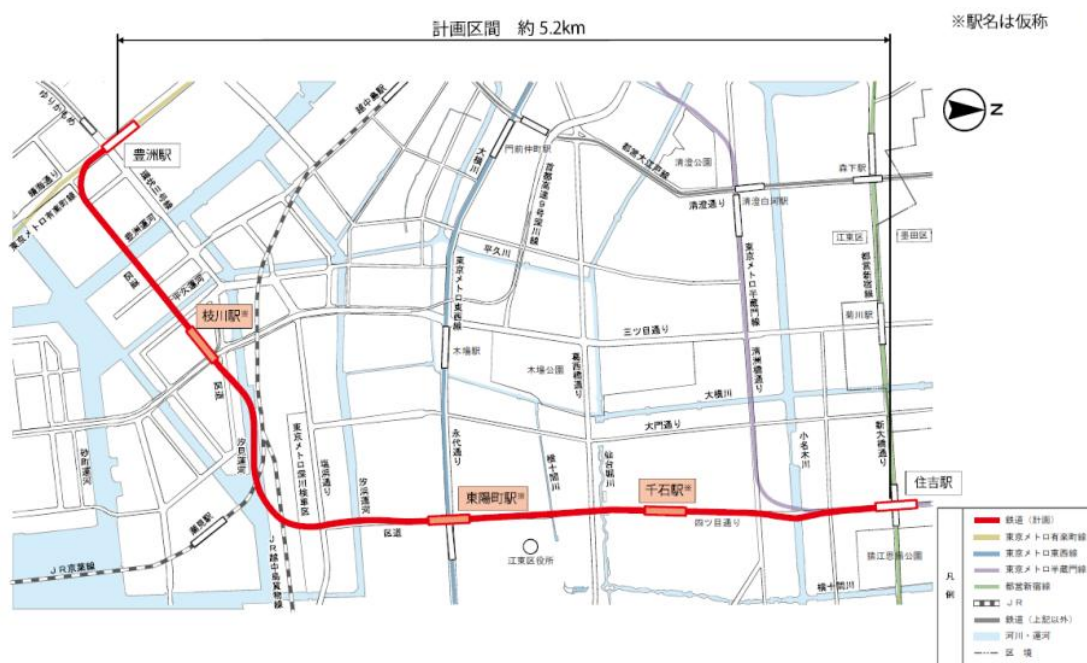 計画区間 約5.2km
※駅名は仮称
N
ゆりかもめ
豊洲駅
晴海通り
東京メトロ有楽町線
環状三号線
豊洲運河
区道
平久運河
枝川駅※
区道
汐見運河
砂町運河
潮見駅
JR京葉線
JR越中島貨物線
越中島駅
大横川
門前仲町駅
首都高速9号深川線
都営大江戸線
清澄公園
清澄通り
清澄白河駅
森下駅
江東区
墨田区
都営新宿線
菊川駅
平久川
東京メトロ東西線
東京メトロ半蔵門線
三ツ目通り
木場駅
木場公園
葛西橋通り
清洲橋通り
大横川
大門通り
小名木川
新大橋通り
永代通り
横十間川
仙台堀川
東京メトロ深川検車区
塩浜通り
汐浜運河
区道
東陽町駅※
千石駅※
四ツ目通り
住吉駅
江東区役所
猿江恩賜公園
横十間川
凡例
鉄道（計画）
東京メトロ有楽町線
東京メトロ東西線
東京メトロ半蔵門線
都営新宿線
JR
鉄道（上記以外）
河川・運河
区境